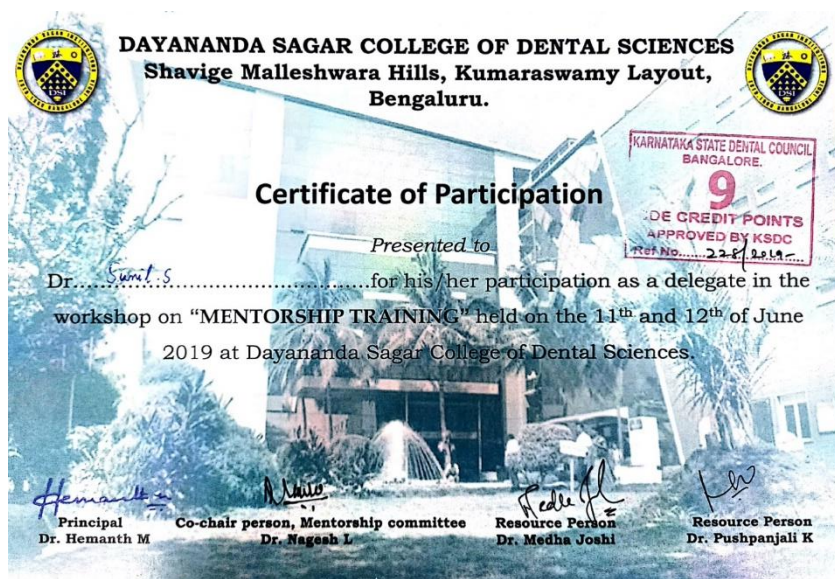 DAYANANDA SAGAR COLLEGE OF DENTAL SCIENCES
Shavige Malleshwara Hills, Kumaraswamy Layout,
Bengaluru.
KARNATAKA STATE DENTAL COUNCIL
BANGALORE.
9
DE CREDIT POINTS
APPROVED BY KSDC
Ref No......228/2019-
Certificate of Participation
Presented to
Dr....Sunil S...............................for his/her participation as a delegate in the
workshop on “MENTORSHIP TRAINING” held on the 11th and 12th of June
2019 at Dayananda Sagar College of Dental Sciences.
Hemanth
Principal
Dr. Hemanth M
Co-chair person, Mentorship committee
Dr. Nagesh L
Resource Person
Dr. Medha Joshi
Resource Person
Dr. Pushpanjali K
DSI
DSI